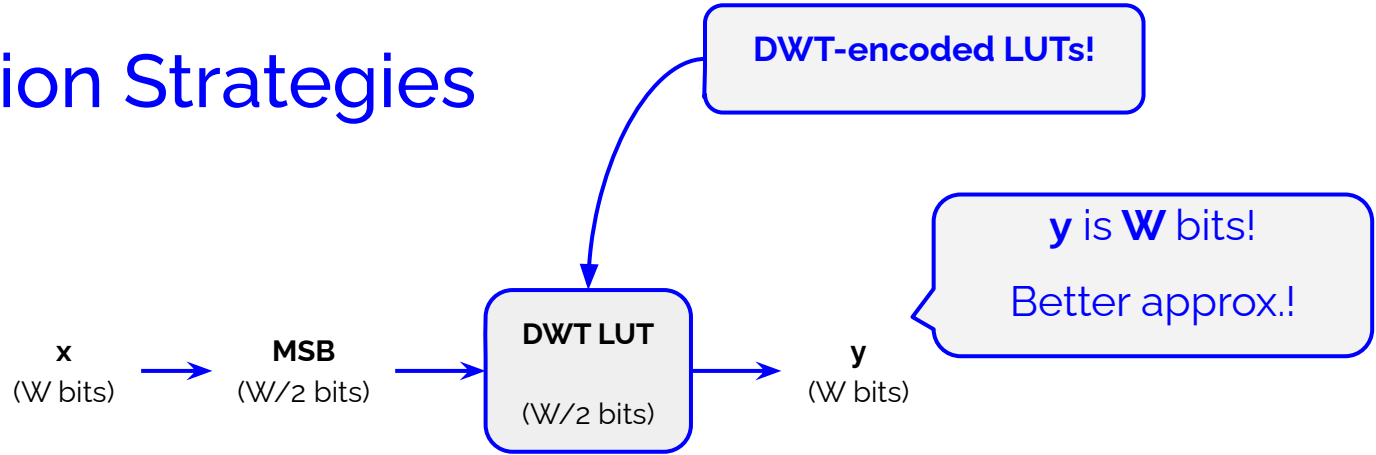 ion Strategies
DWT-encoded LUTs!
y is W bits!
Better approx.!
x
(W bits)
MSB
(W/2 bits)
DWT LUT
(W/2 bits)
y
(W bits)